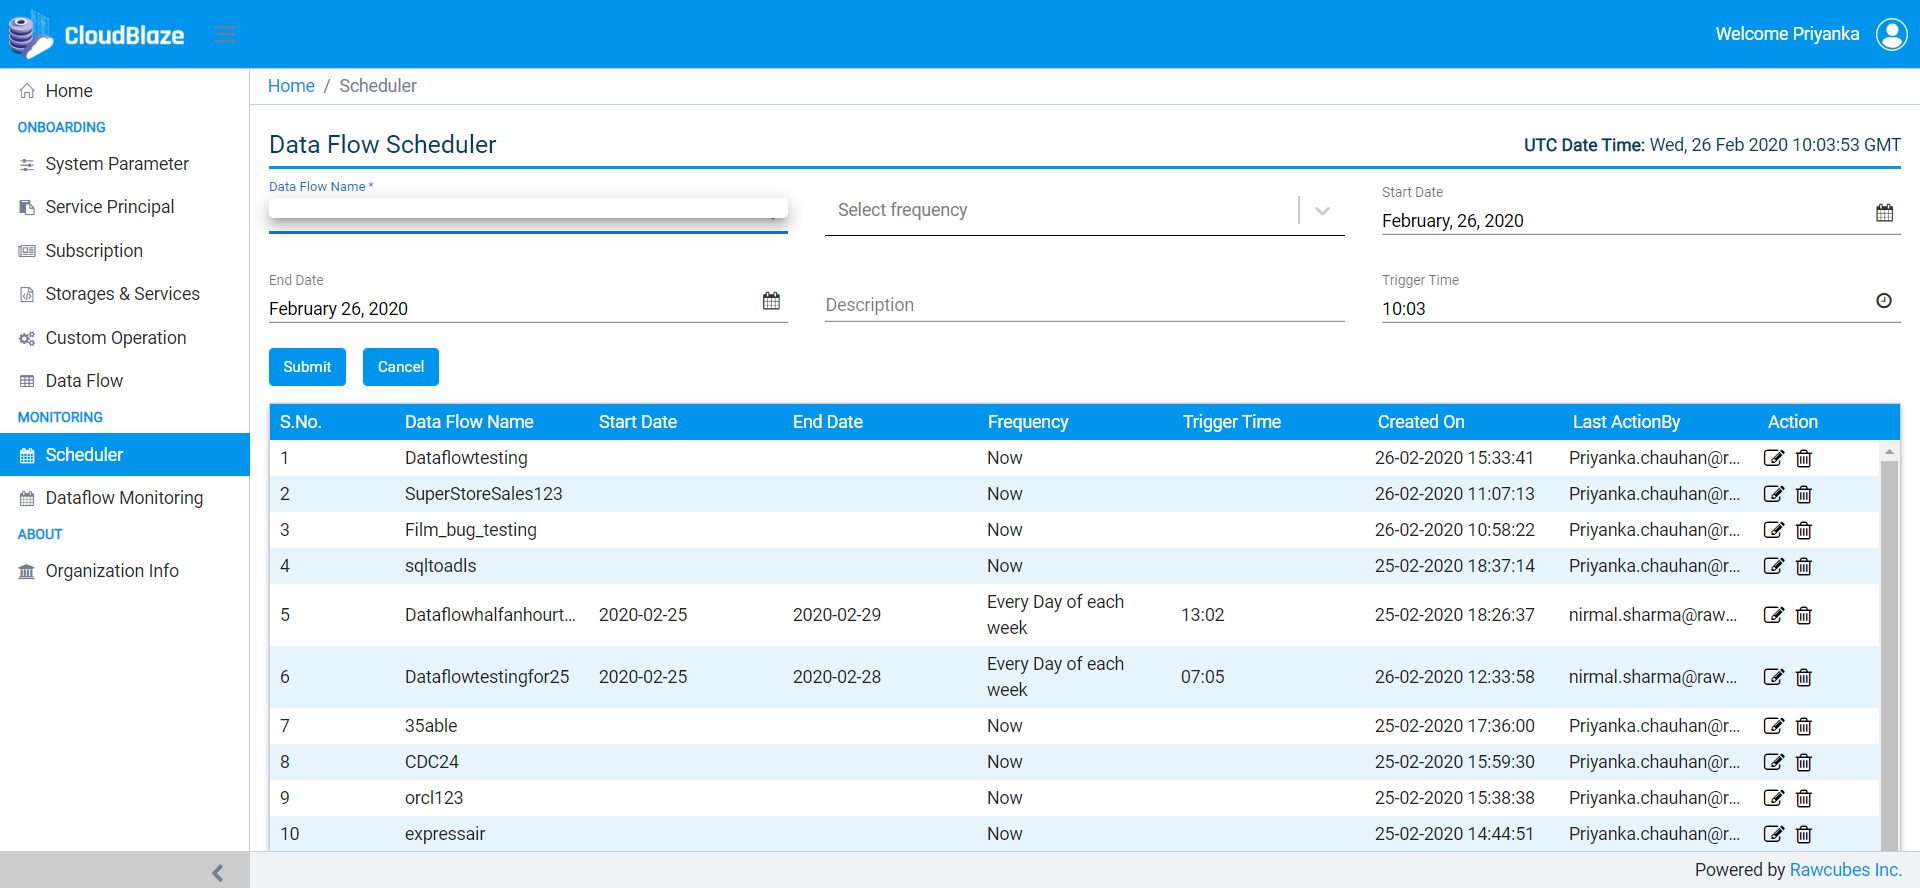 CloudBlaze
Welcome Priyanka
Home
ONBOARDING
System Parameter
Service Principal
Subscription
Storages & Services
Custom Operation
Data Flow
MONITORING
Scheduler
Dataflow Monitoring
ABOUT
Organization Info
Home / Scheduler
Data Flow Scheduler
UTC Date Time: Wed, 26 Feb 2020 10:03:53 GMT
Data Flow Name *
Select frequency
Start Date
February, 26, 2020
End Date
February 26, 2020
Description
Trigger Time
10:03
Submit Cancel
S.No. Data Flow Name Start Date End Date Frequency Trigger Time Created On Last ActionBy Action
1 Dataflowtesting Now 26-02-2020 15:33:41 Priyanka.chauhan@r...
2 SuperStoreSales123 Now 26-02-2020 11:07:13 Priyanka.chauhan@r...
3 Film_bug_testing Now 26-02-2020 10:58:22 Priyanka.chauhan@r...
4 sqltoadls Now 25-02-2020 18:37:14 Priyanka.chauhan@r...
5 Dataflowhalfanhourt... 2020-02-25 2020-02-29 Every Day of each week 13:02 25-02-2020 18:26:37 nirmal.sharma@raw...
6 Dataflowtestingfor25 2020-02-25 2020-02-28 Every Day of each week 07:05 26-02-2020 12:33:58 nirmal.sharma@raw...
7 35able Now 25-02-2020 17:36:00 Priyanka.chauhan@r...
8 CDC24 Now 25-02-2020 15:59:30 Priyanka.chauhan@r...
9 orcl123 Now 25-02-2020 15:38:38 Priyanka.chauhan@r...
10 expressair Now 25-02-2020 14:44:51 Priyanka.chauhan@r...
Powered by Rawcubes Inc.